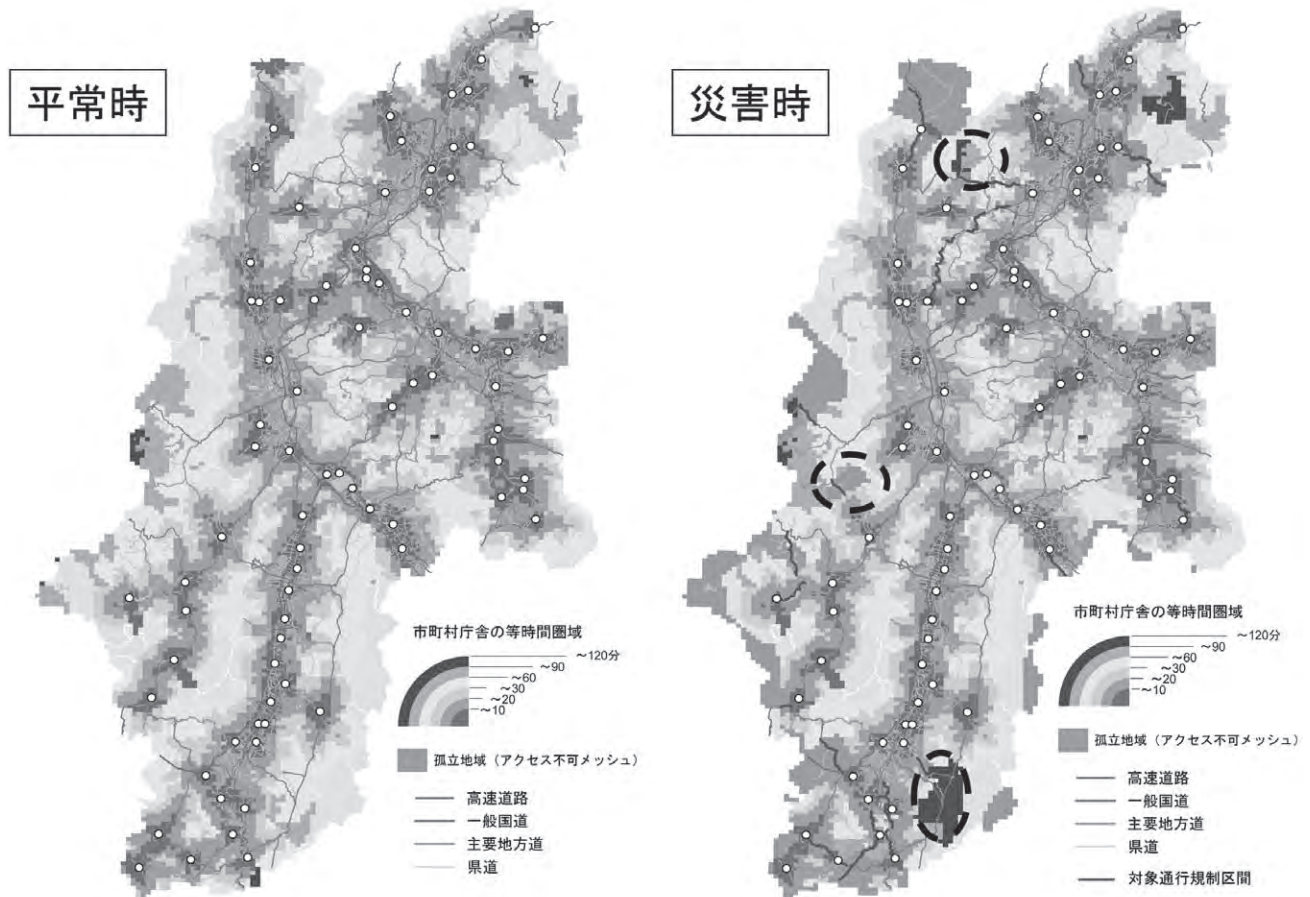 平常時
市町村庁舎の等時間圏域
～120分
～90
～60
～30
～20
～10
孤立地域（アクセス不可メッシュ）
高速道路
一般国道
主要地方道
県道
災害時
市町村庁舎の等時間圏域
～120分
～90
～60
～30
～20
～10
孤立地域（アクセス不可メッシュ）
高速道路
一般国道
主要地方道
県道
対象通行規制区間